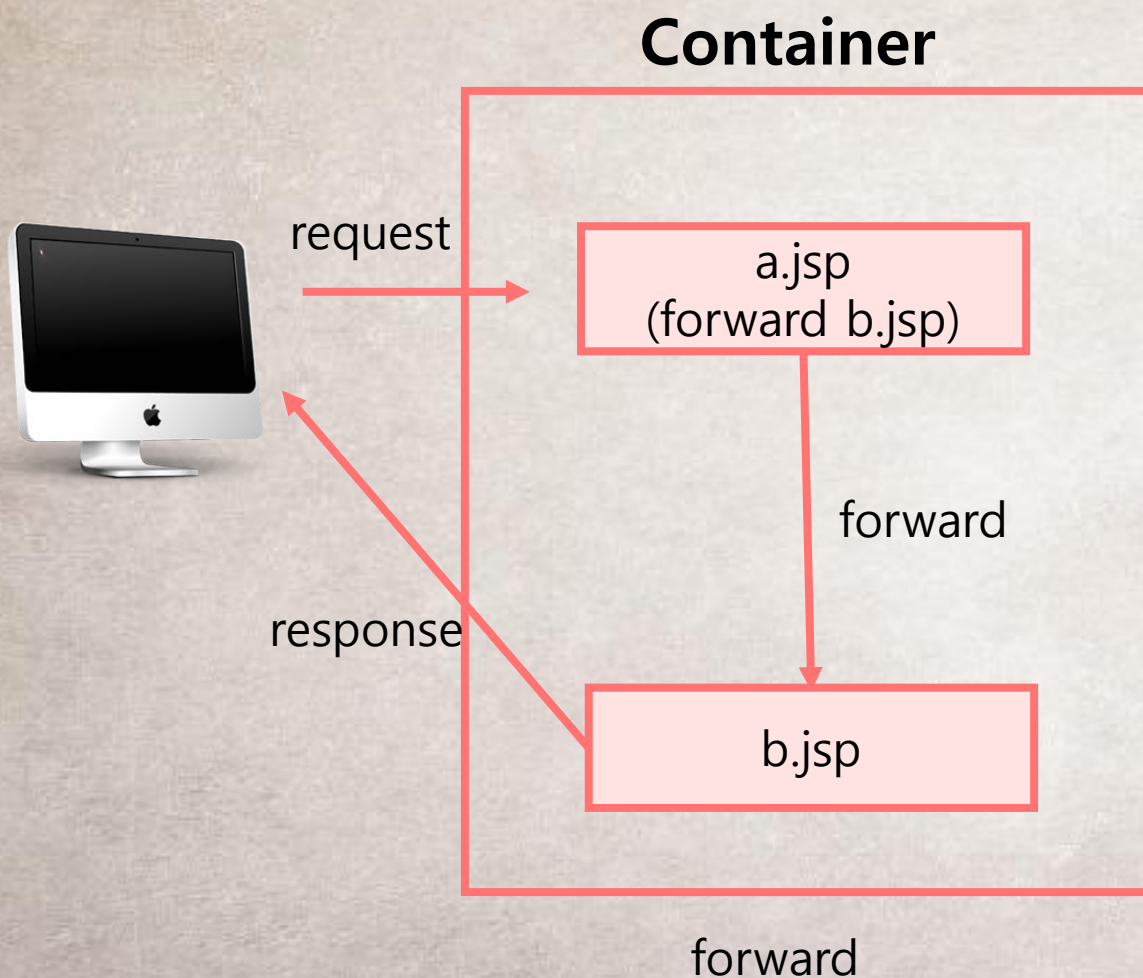 Container
request
a.jsp
(forward b.jsp)
forward
response
b.jsp
forward